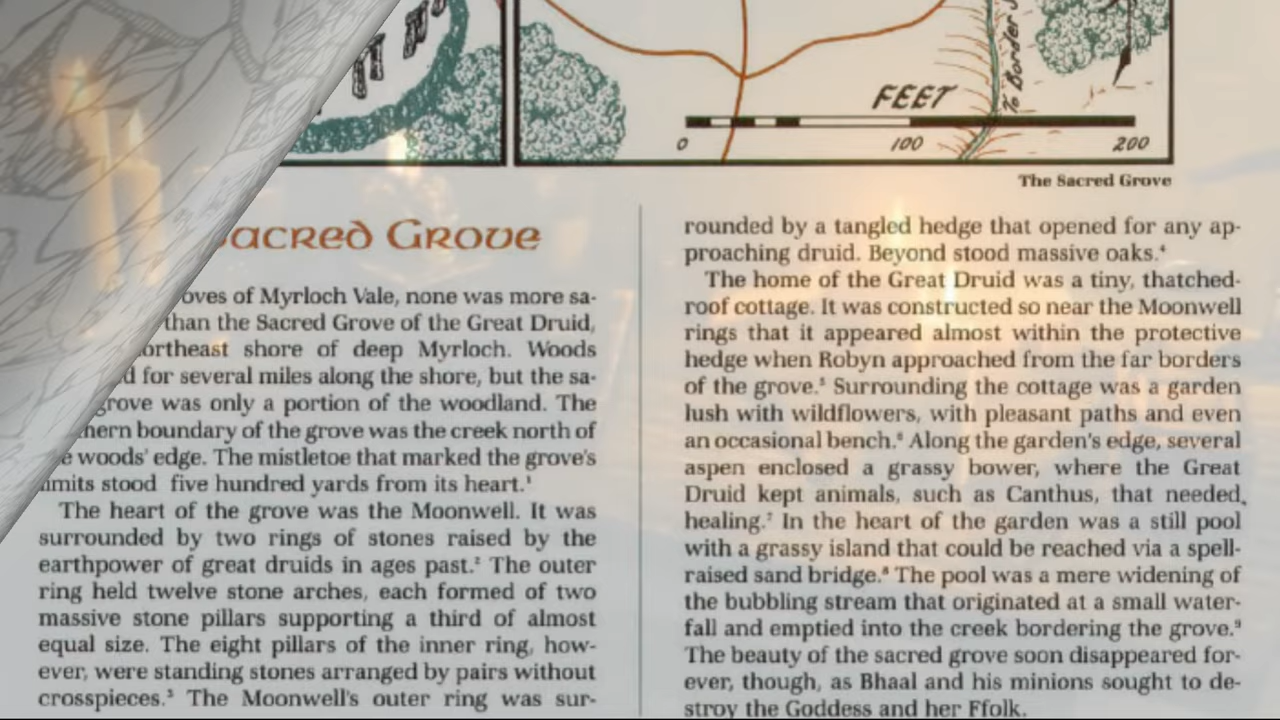 FEET
To Border
0 100 200
The Sacred Grove
acred Grove
oves of Myrloch Vale, none was more sa-
than the Sacred Grove of the Great Druid,
ortheast shore of deep Myrloch. Woods
d for several miles along the shore, but the sa-
grove was only a portion of the woodland. The
hern boundary of the grove was the creek north of
e woods' edge. The mistletoe that marked the grove's
imits stood five hundred yards from its heart.¹
The heart of the grove was the Moonwell. It was
surrounded by two rings of stones raised by the
earthpower of great druids in ages past.² The outer
ring held twelve stone arches, each formed of two
massive stone pillars supporting a third of almost
equal size. The eight pillars of the inner ring, how-
ever, were standing stones arranged by pairs without
crosspieces.³ The Moonwell's outer ring was sur-
rounded by a tangled hedge that opened for any ap-
proaching druid. Beyond stood massive oaks.⁴
The home of the Great Druid was a tiny, thatched-
roof cottage. It was constructed so near the Moonwell
rings that it appeared almost within the protective
hedge when Robyn approached from the far borders
of the grove.⁵ Surrounding the cottage was a garden
lush with wildflowers, with pleasant paths and even
an occasional bench.⁶ Along the garden's edge, several
aspen enclosed a grassy bower, where the Great
Druid kept animals, such as Canthus, that needed
healing.⁷ In the heart of the garden was a still pool
with a grassy island that could be reached via a spell-
raised sand bridge.⁸ The pool was a mere widening of
the bubbling stream that originated at a small water-
fall and emptied into the creek bordering the grove.⁹
The beauty of the sacred grove soon disappeared for-
ever, though, as Bhaal and his minions sought to de-
stroy the Goddess and her Ffolk.